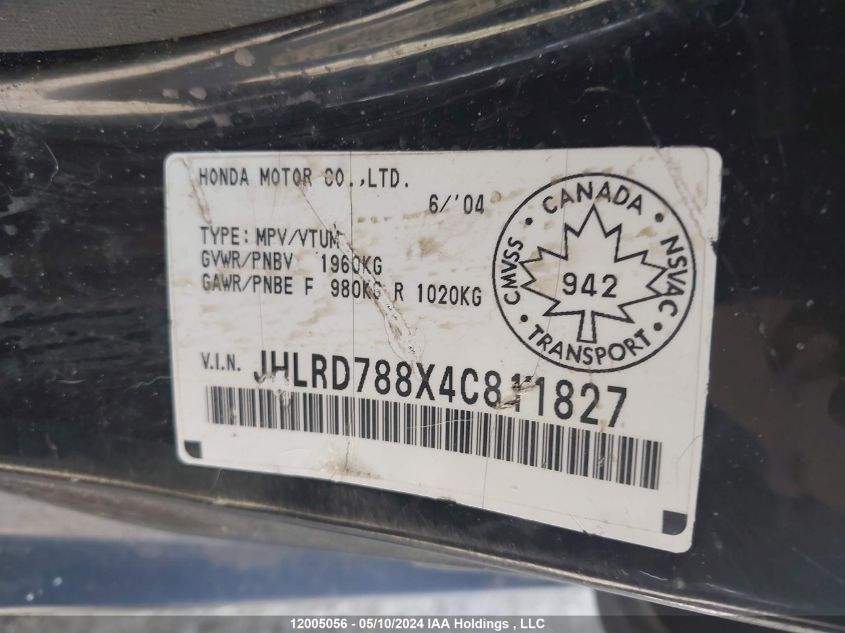 HONDA MOTOR CO.,LTD.
6/'04
TYPE: MPV/VTUM
GVWR/PNBV 1960KG
GAWR/PNBE F 980KG R 1020KG
CANADA
CMVSS
942
NSVAC
TRANSPORT
V.I.N. JHLRD788X4C811827
12005056 - 05/10/2024 IAA Holdings , LLC